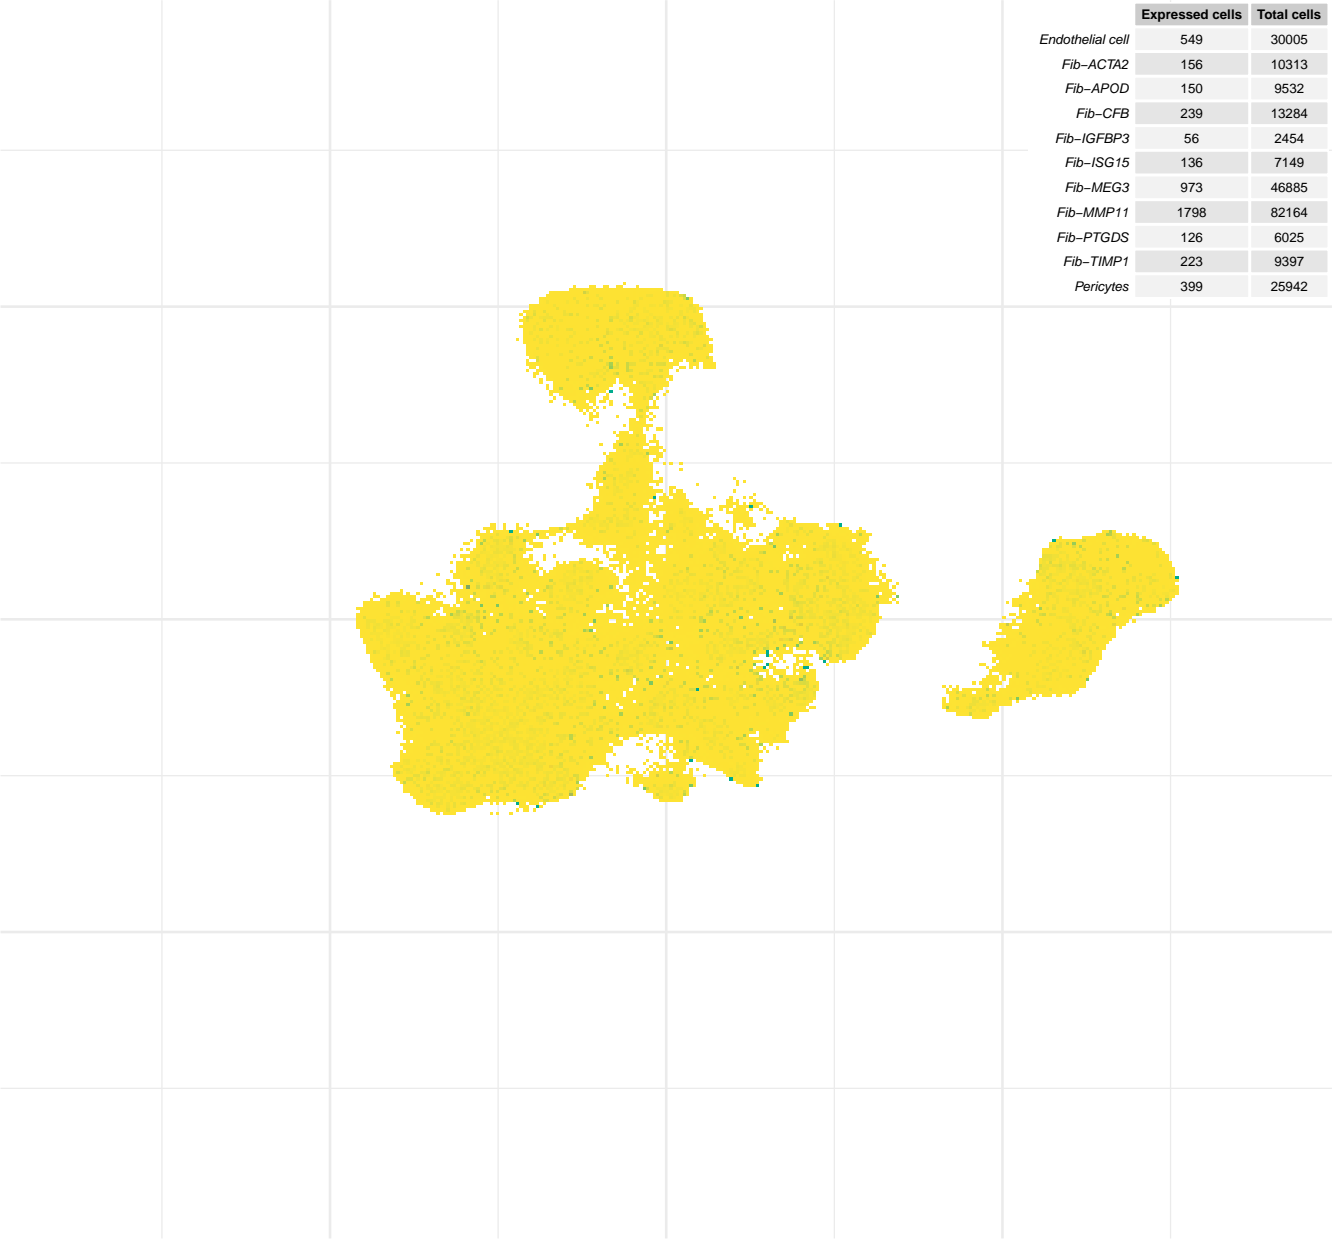 Expressed cells Total cells
Endothelial cell 549 30005
Fib−ACTA2 156 10313
Fib−APOD 150 9532
Fib−CFB 239 13284
Fib−IGFBP3 56 2454
Fib−ISG15 136 7149
Fib−MEG3 973 46885
Fib−MMP11 1798 82164
Fib−PTGDS 126 6025
Fib−TIMP1 223 9397
Pericytes 399 25942